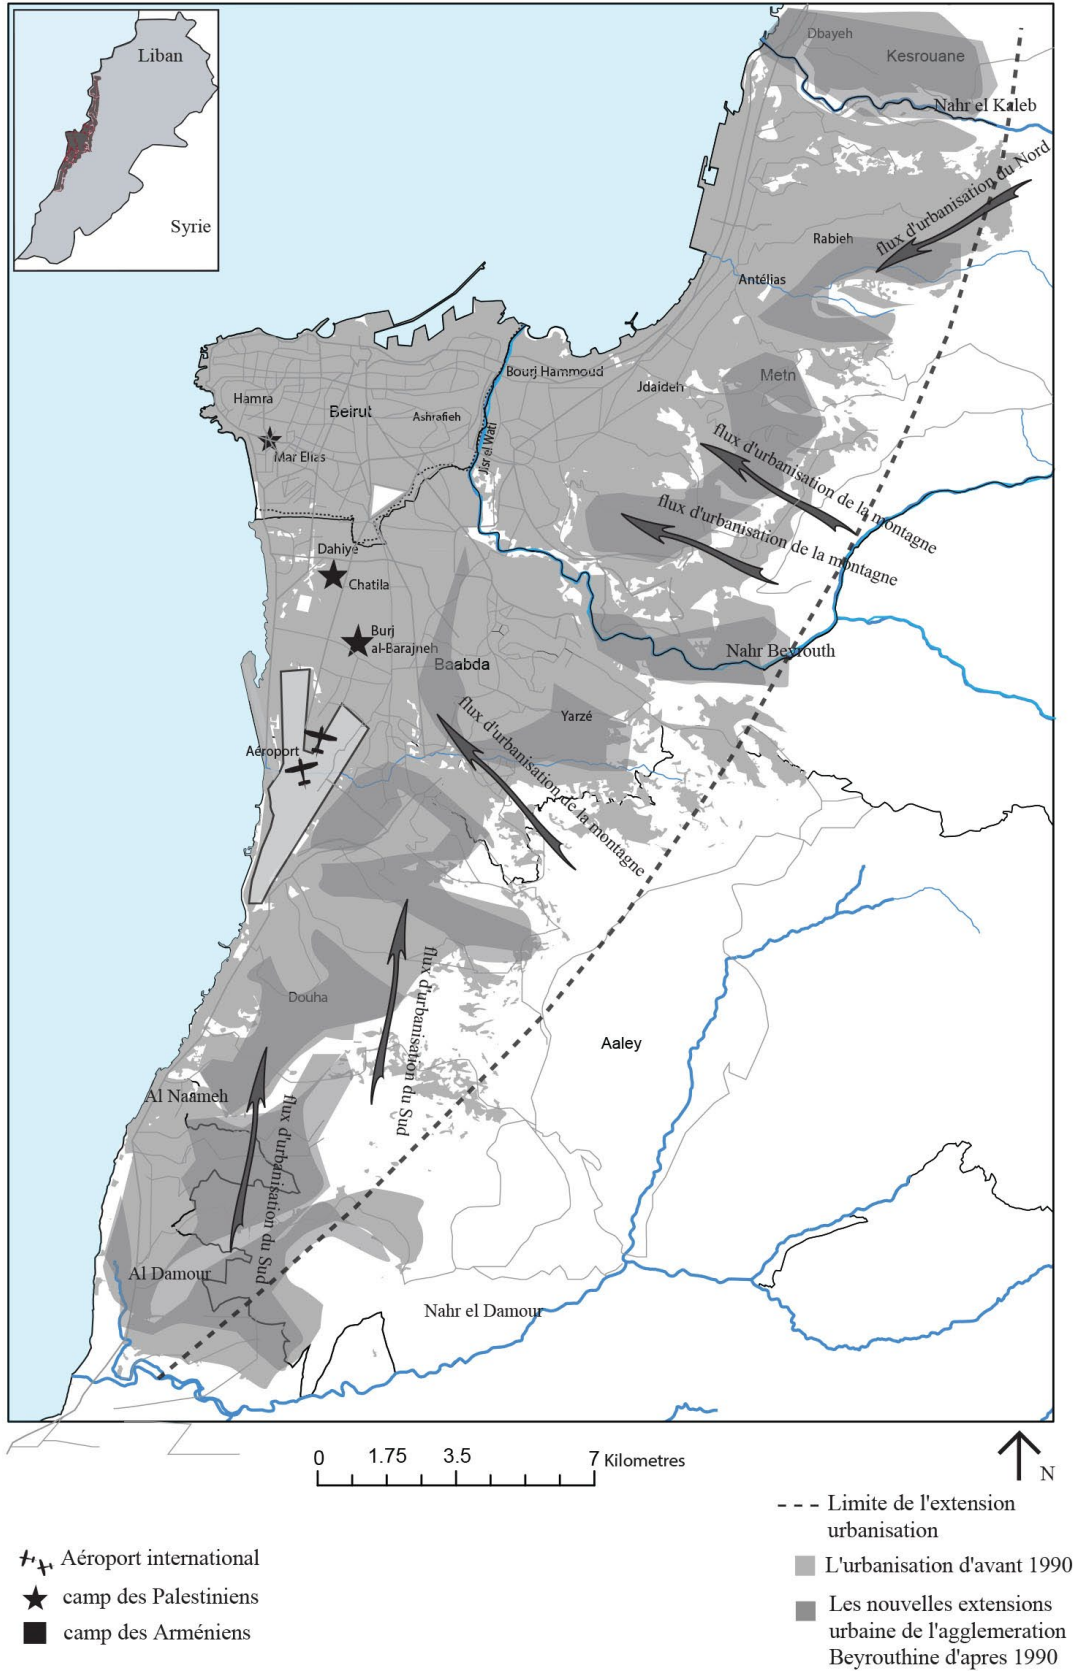 Liban
Syrie
Dbayeh
Kesrouane
Nahr el Kaleb
flux d'urbanisation du Nord
Rabieh
Antélias
Bourj Hammoud
Jdaideh
Metn
Hamra
Beirut
Ashrafieh
Jisr el Wati
Mar Elias
flux d'urbanisation de la montagne
flux d'urbanisation de la montagne
Dahiye
Chatila
Burj
al-Barajneh
Baabda
Nahr Beyrouth
Yarzé
Aéroport
flux d'urbanisation de la montagne
Douha
flux d'urbanisation du Sud
Aaley
Al Naameh
flux d'urbanisation du Sud
Al Damour
Nahr el Damour
0 1.75 3.5 7 Kilometres
N
Limite de l'extension
urbanisation
Aéroport international
L'urbanisation d'avant 1990
camp des Palestiniens
Les nouvelles extensions
urbaine de l'agglemeration
Beyrouthine d'apres 1990
camp des Arméniens